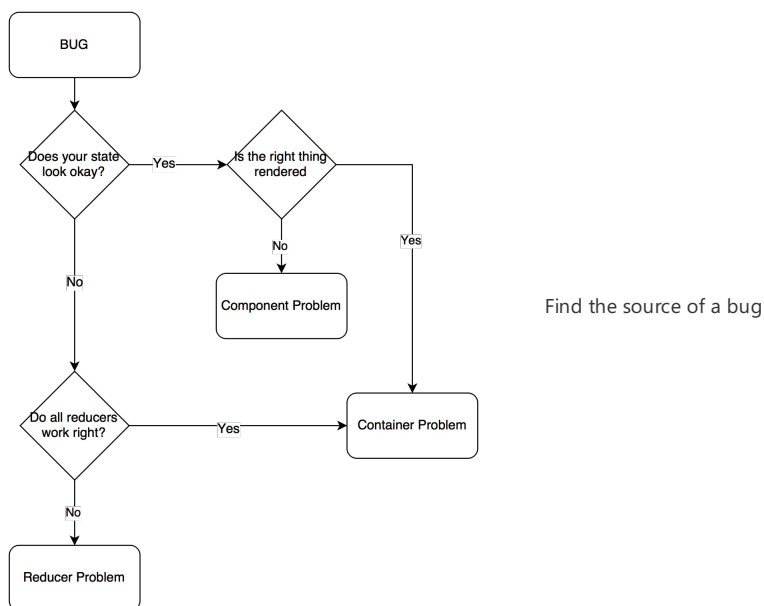 BUG
Does your state
look okay?
Yes
Is the right thing
rendered
No
Yes
Component Problem
No
Find the source of a bug
Do all reducers
work right?
Yes
Container Problem
No
Reducer Problem